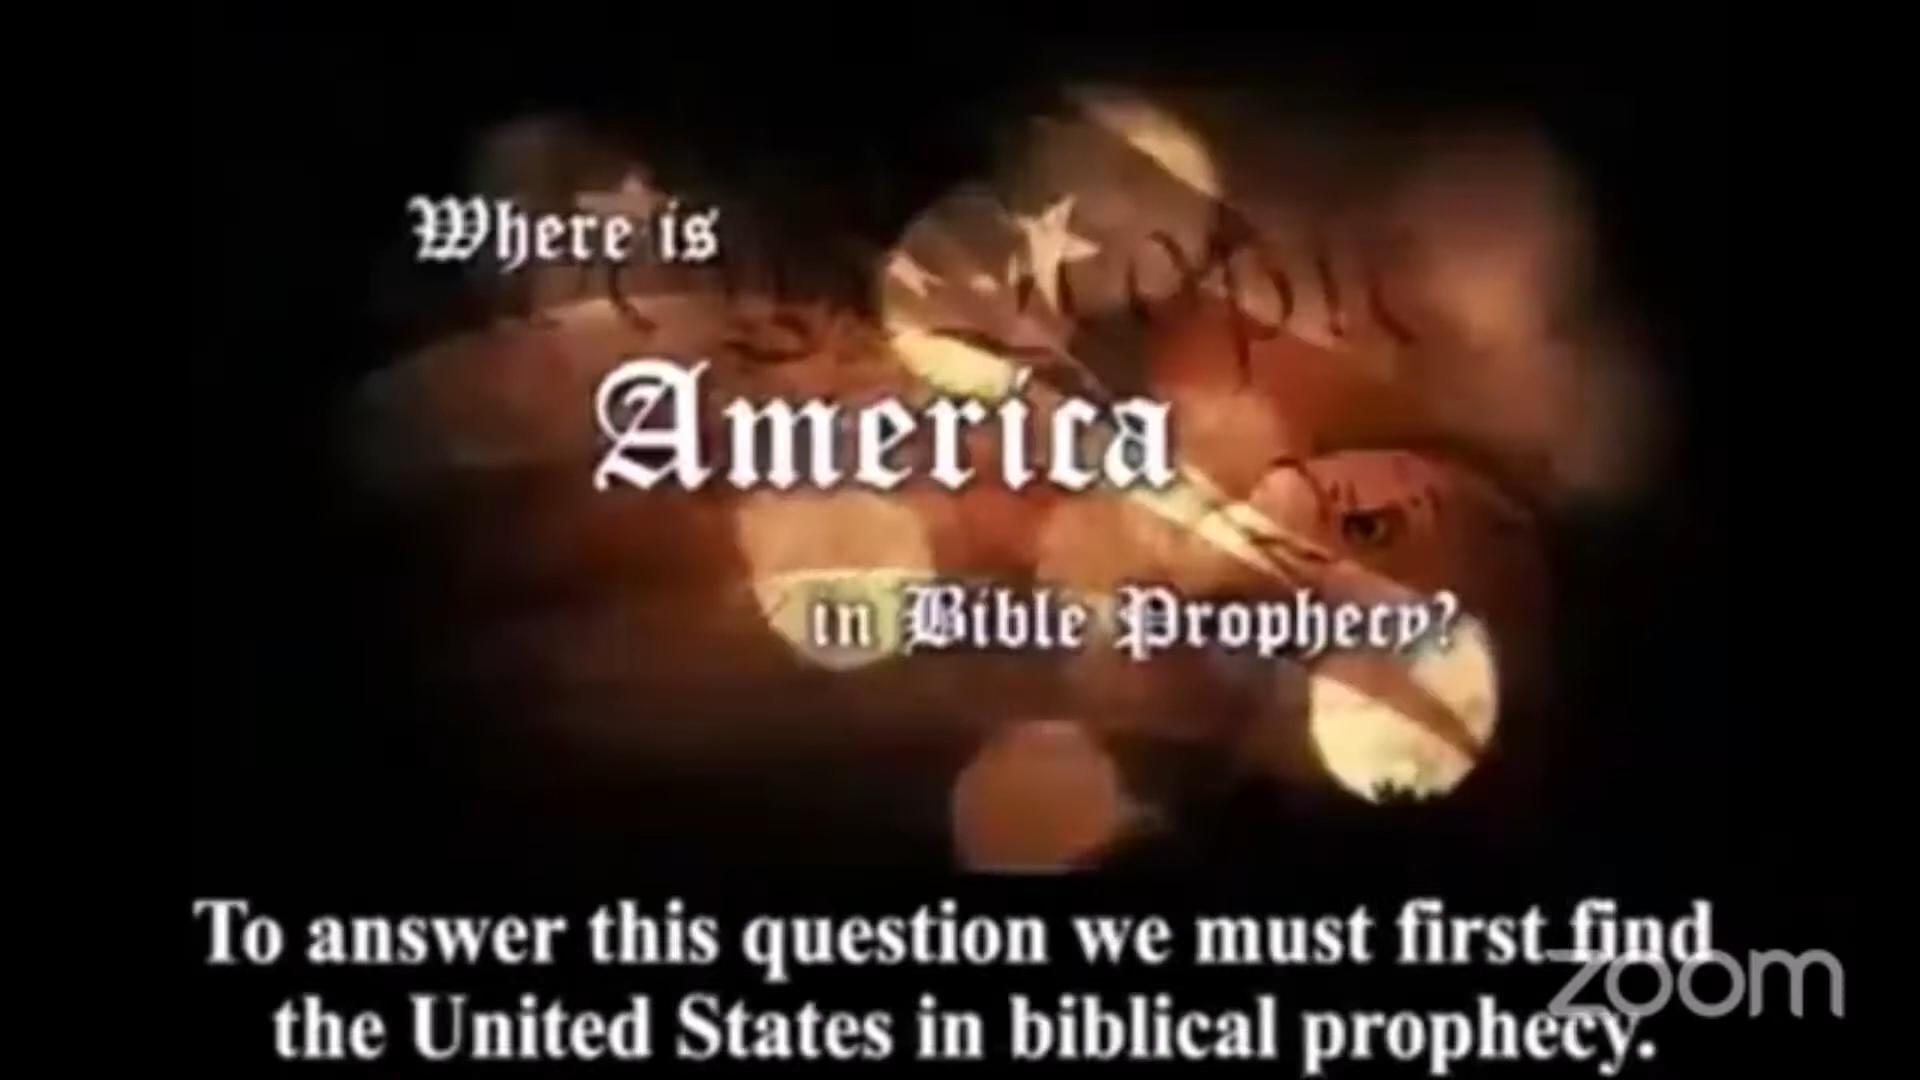 Where is
America
in Bible Prophecy?
To answer this question we must first find
the United States in biblical prophecy.
zoom